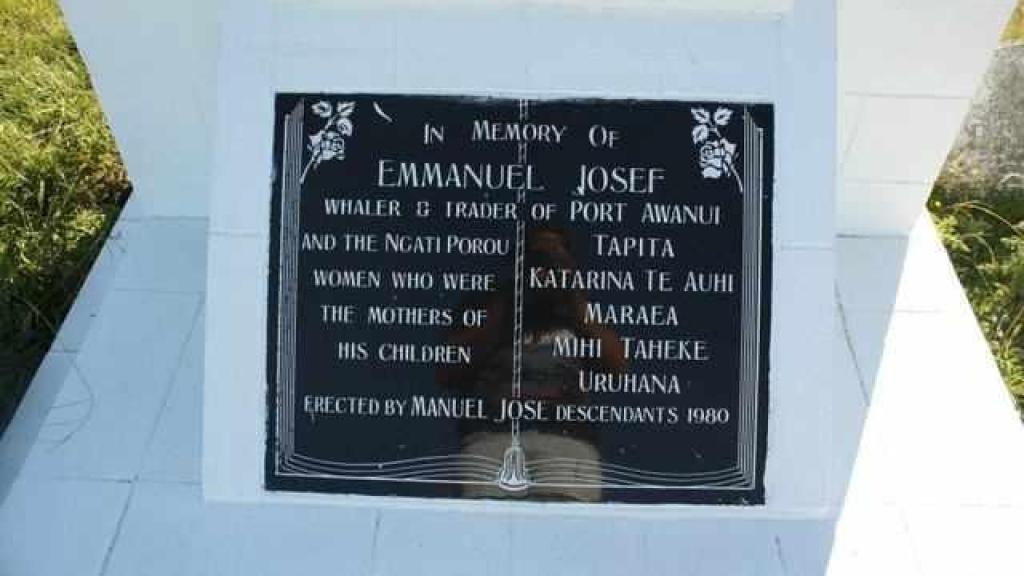 IN MEMORY OF
EMMANUEL JOSEF
WHALER & TRADER OF PORT AWANUI
AND THE NGATI POROU TAPITA
WOMEN WHO WERE KATARINA TE AUHI
THE MOTHERS OF MARAEA
HIS CHILDREN MIHI TAHEKE
URUHANA
ERECTED BY MANUEL JOSE DESCENDANTS 1980